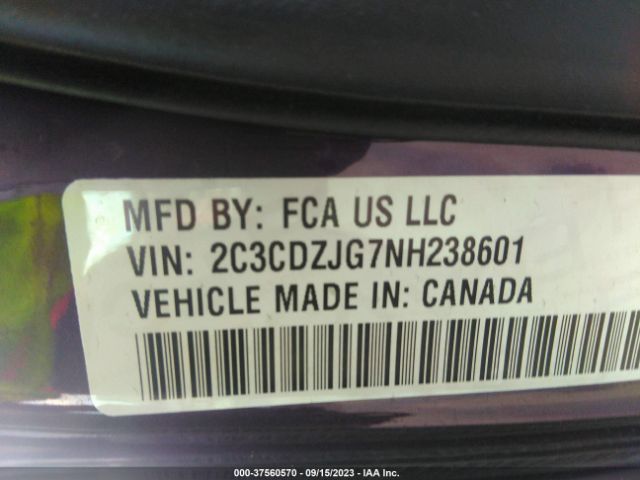 MFD BY: FCA US LLC
VIN: 2C3CDZJG7NH238601
VEHICLE MADE IN: CANADA
000-37560570 - 09/15/2023 - IAA Inc.